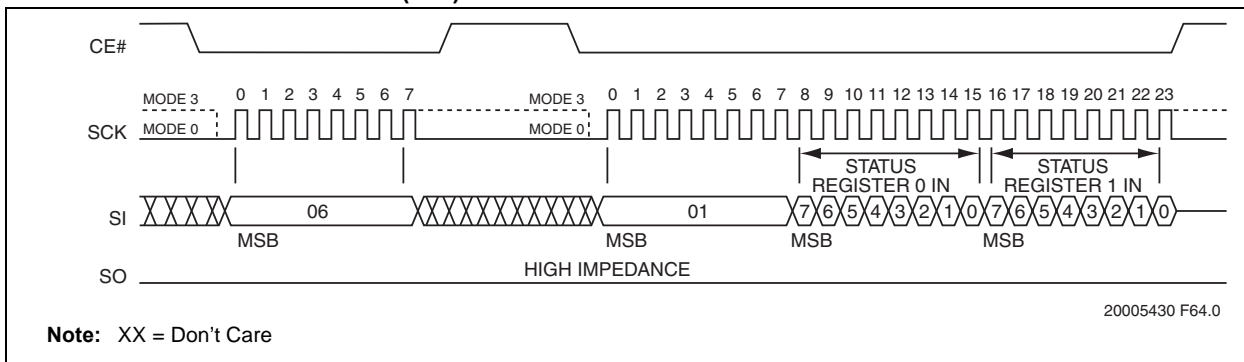 CE#
MODE 3 0 1 2 3 4 5 6 7 MODE 3 0 1 2 3 4 5 6 7 8 9 10 11 12 13 14 15 16 17 18 19 20 21 22 23
SCK MODE 0 MODE 0
STATUS STATUS
REGISTER 0 IN REGISTER 1 IN
SI 06 01 7 6 5 4 3 2 1 0 7 6 5 4 3 2 1 0
MSB MSB MSB MSB
HIGH IMPEDANCE
SO
20005430 F64.0
Note: XX = Don't Care